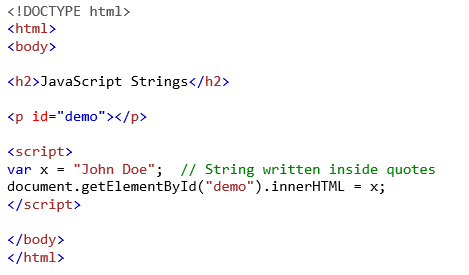 <!DOCTYPE html>
<html>
<body>
<h2>JavaScript Strings</h2>
<p id="demo"></p>
<script>
var x = "John Doe";  // String written inside quotes
document.getElementById("demo").innerHTML = x;
</script>
</body>
</html>